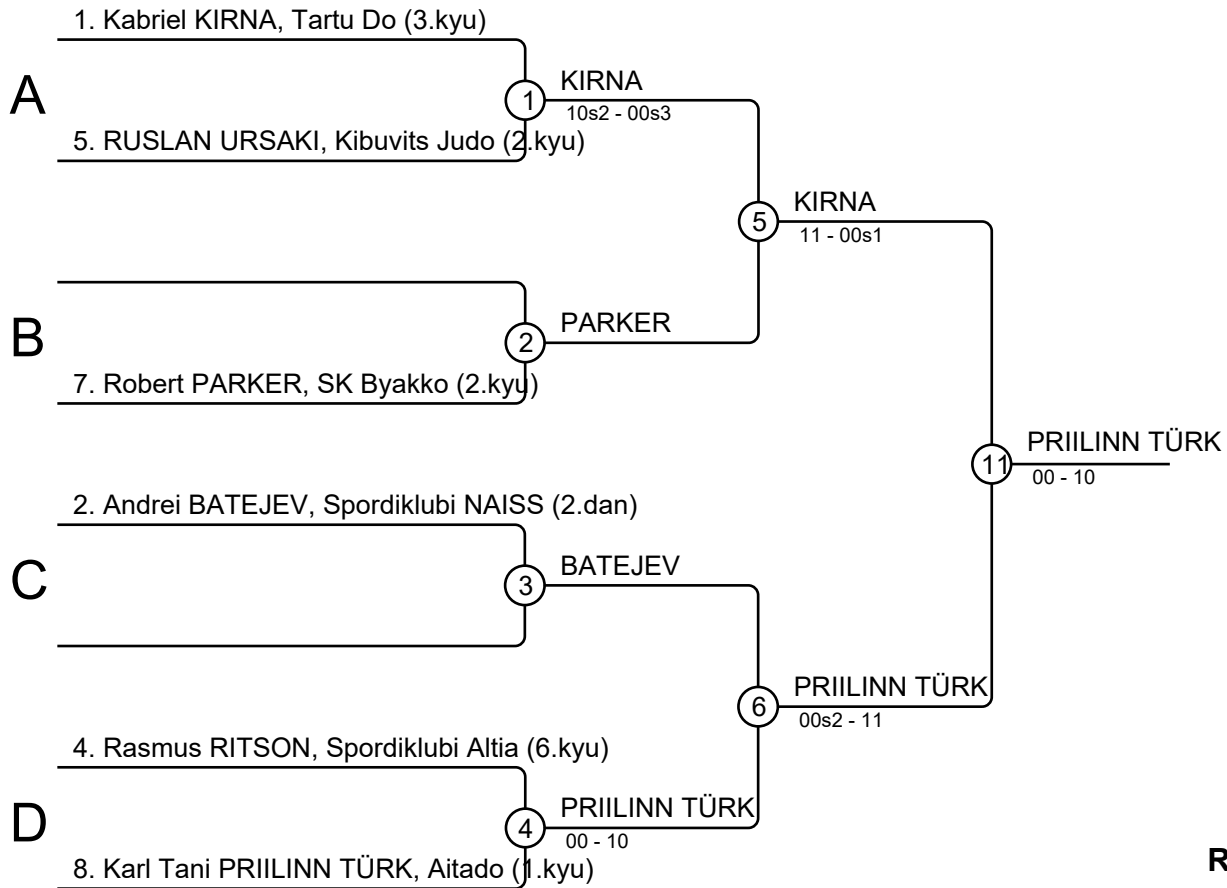 1. Kabriel KIRNA, Tartu Do (3.kyu)
A
1
KIRNA
10s2 - 00s3
5. RUSLAN URSAKI, Kibuvits Judo (2.kyu)
5
KIRNA
11 - 00s1
B
2
PARKER
7. Robert PARKER, SK Byakko (2.kyu)
11
PRIILINN TÜRK
00 - 10
2. Andrei BATEJEV, Spordiklubi NAISS (2.dan)
C
3
BATEJEV
6
PRIILINN TÜRK
00s2 - 11
4. Rasmus RITSON, Spordiklubi Altia (6.kyu)
D
4
PRIILINN TÜRK
00 - 10
8. Karl Tani PRIILINN TÜRK, Aitado (1.kyu)
R